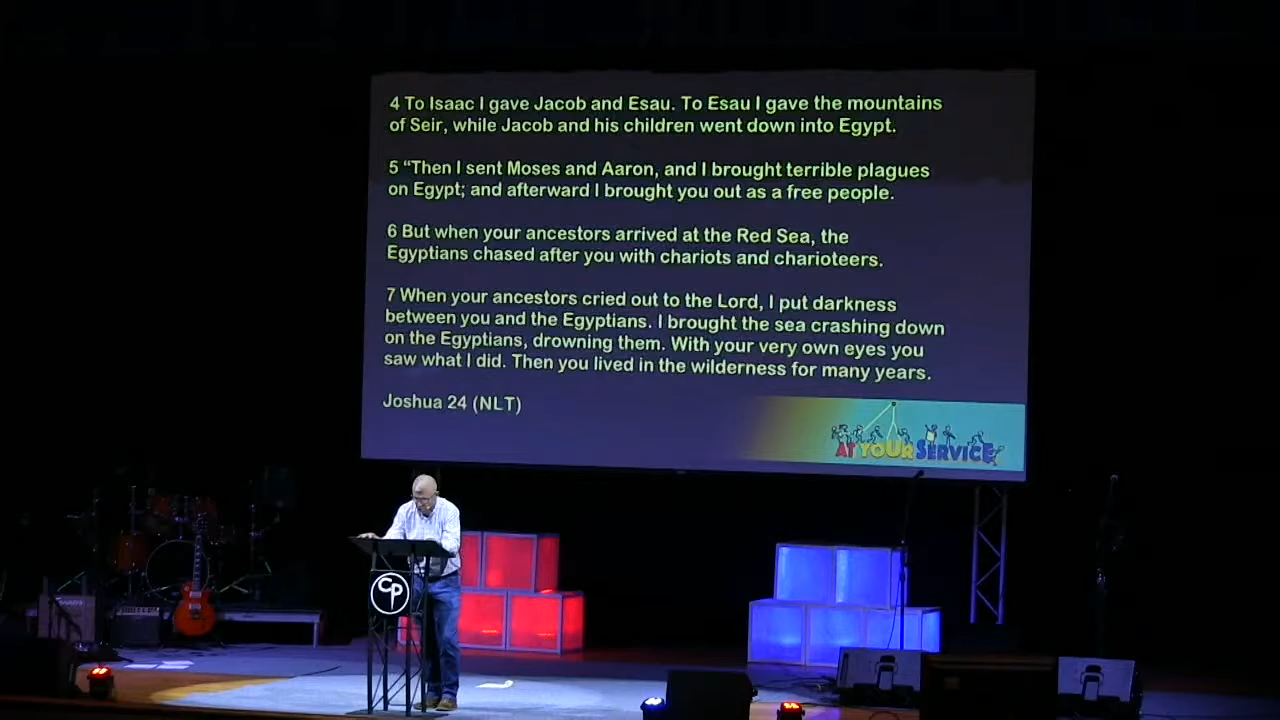 4 To Isaac I gave Jacob and Esau. To Esau I gave the mountains
of Seir, while Jacob and his children went down into Egypt.
5 “Then I sent Moses and Aaron, and I brought terrible plagues
on Egypt; and afterward I brought you out as a free people.
6 But when your ancestors arrived at the Red Sea, the
Egyptians chased after you with chariots and charioteers.
7 When your ancestors cried out to the Lord, I put darkness
between you and the Egyptians. I brought the sea crashing down
on the Egyptians, drowning them. With your very own eyes you
saw what I did. Then you lived in the wilderness for many years.
Joshua 24 (NLT)
AT YOUR SERVICE
CP